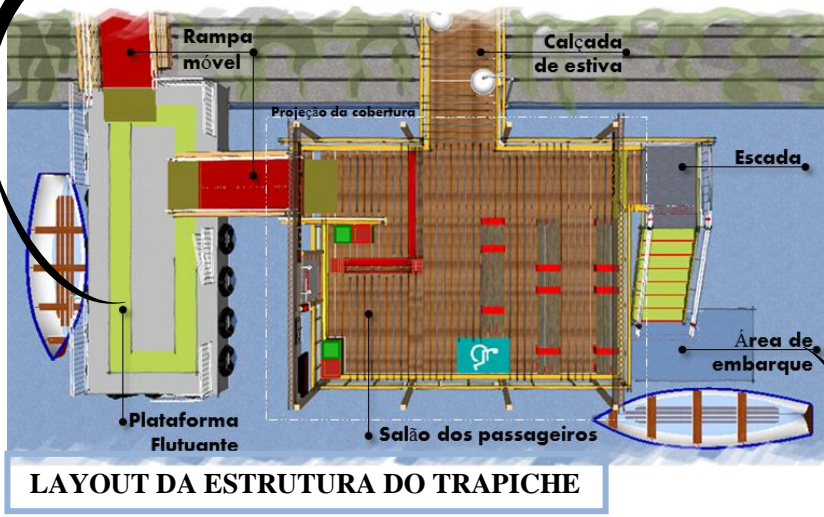 Rampa
móvel
Calçada
de estiva
Projeção da cobertura
Escada
Área de
embarque
Plataforma
Flutuante
Salão dos passageiros
LAYOUT DA ESTRUTURA DO TRAPICHE